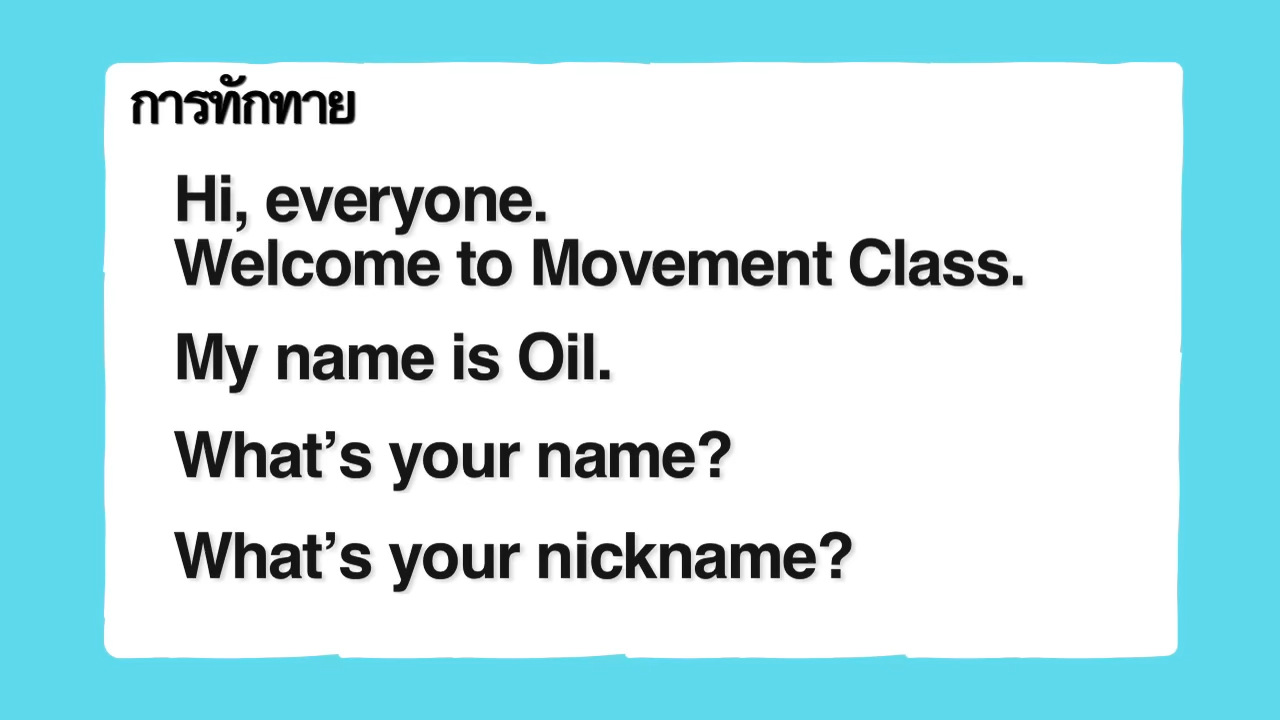 การทักทาย
Hi, everyone.
Welcome to Movement Class.
My name is Oil.
What’s your name?
What’s your nickname?